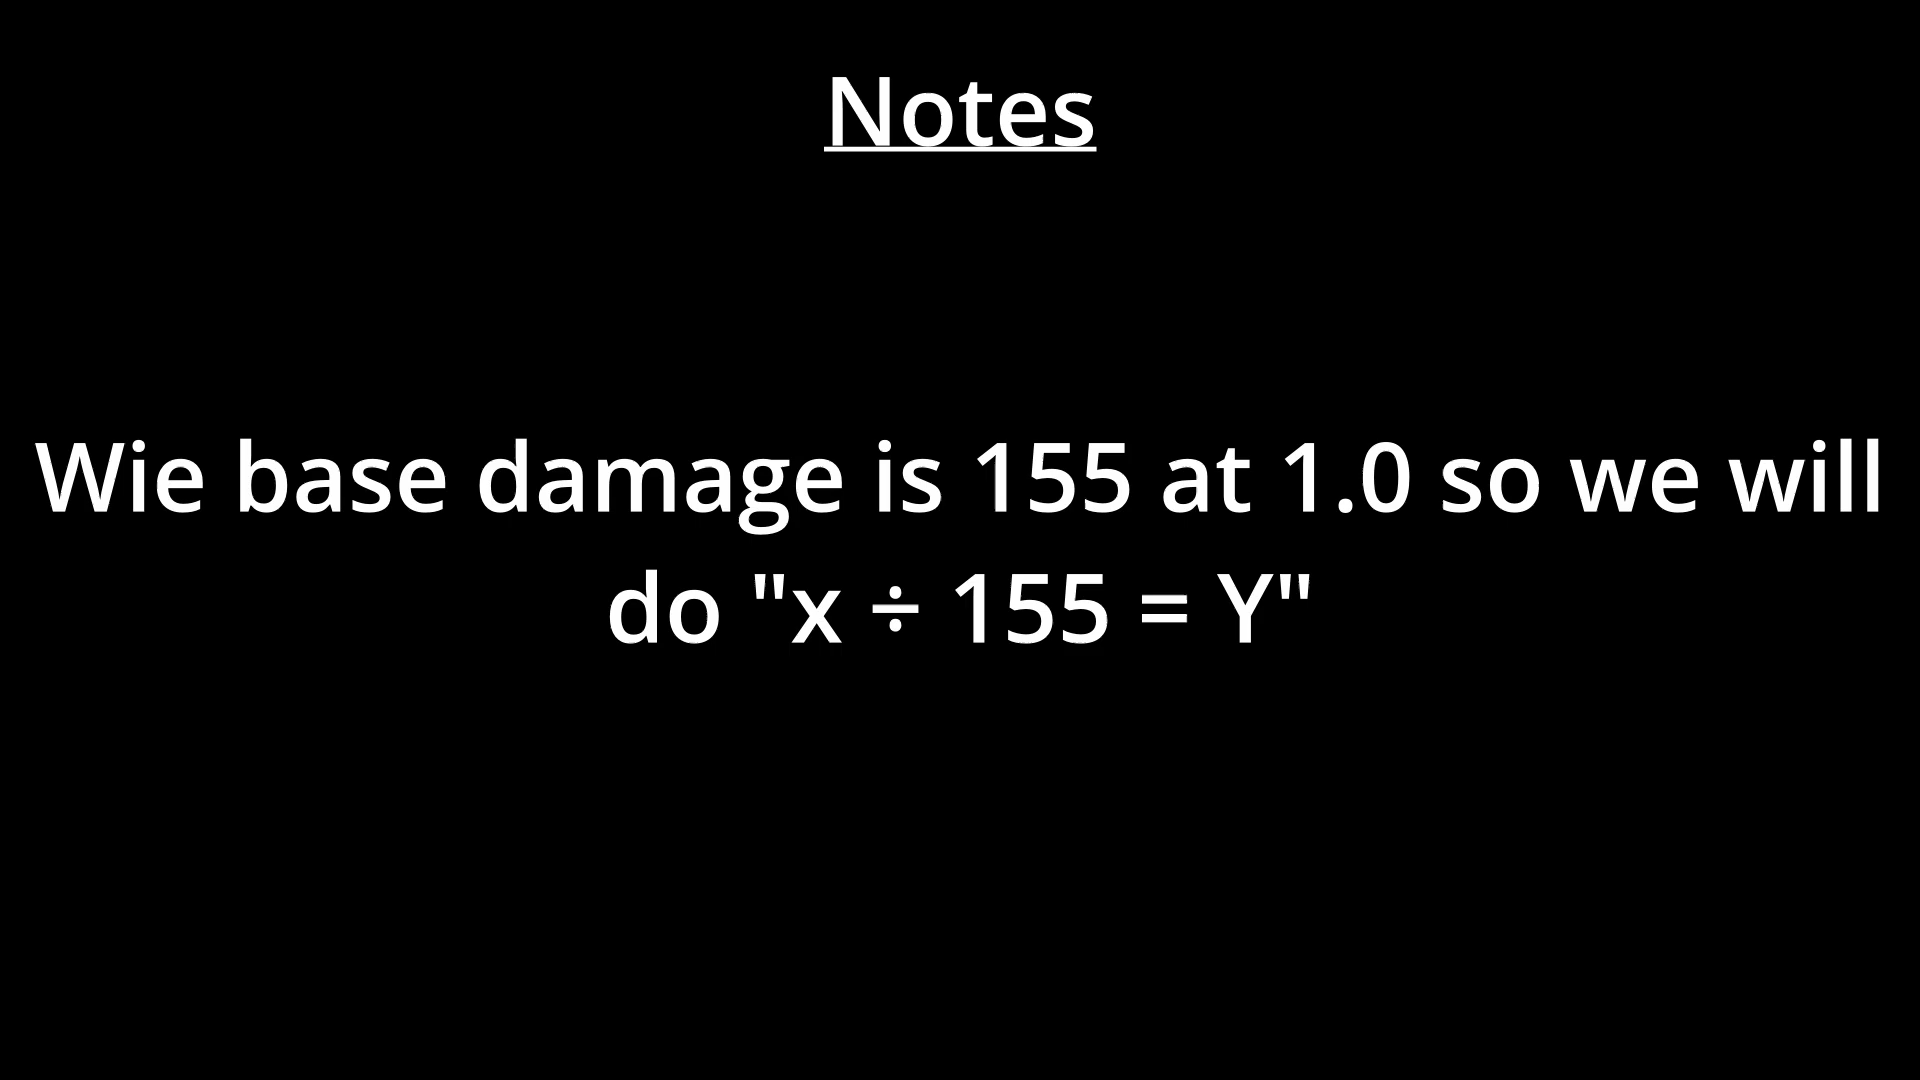 Notes
Wie base damage is 155 at 1.0 so we will
do "x ÷ 155 = Y"